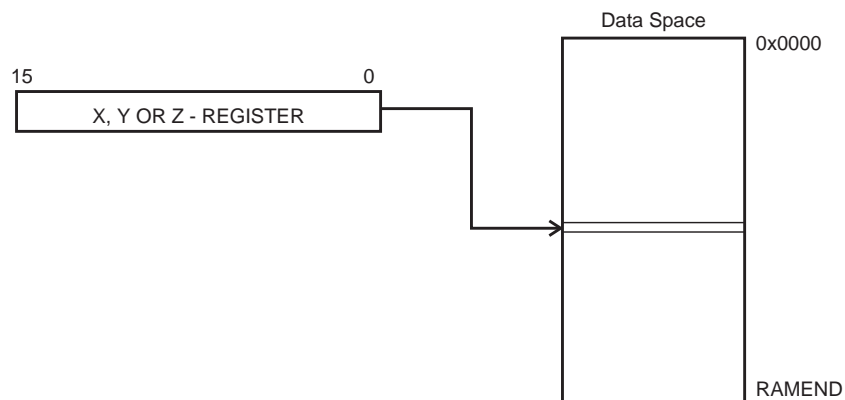 Data Space
0x0000
15 0
X, Y OR Z - REGISTER
RAMEND